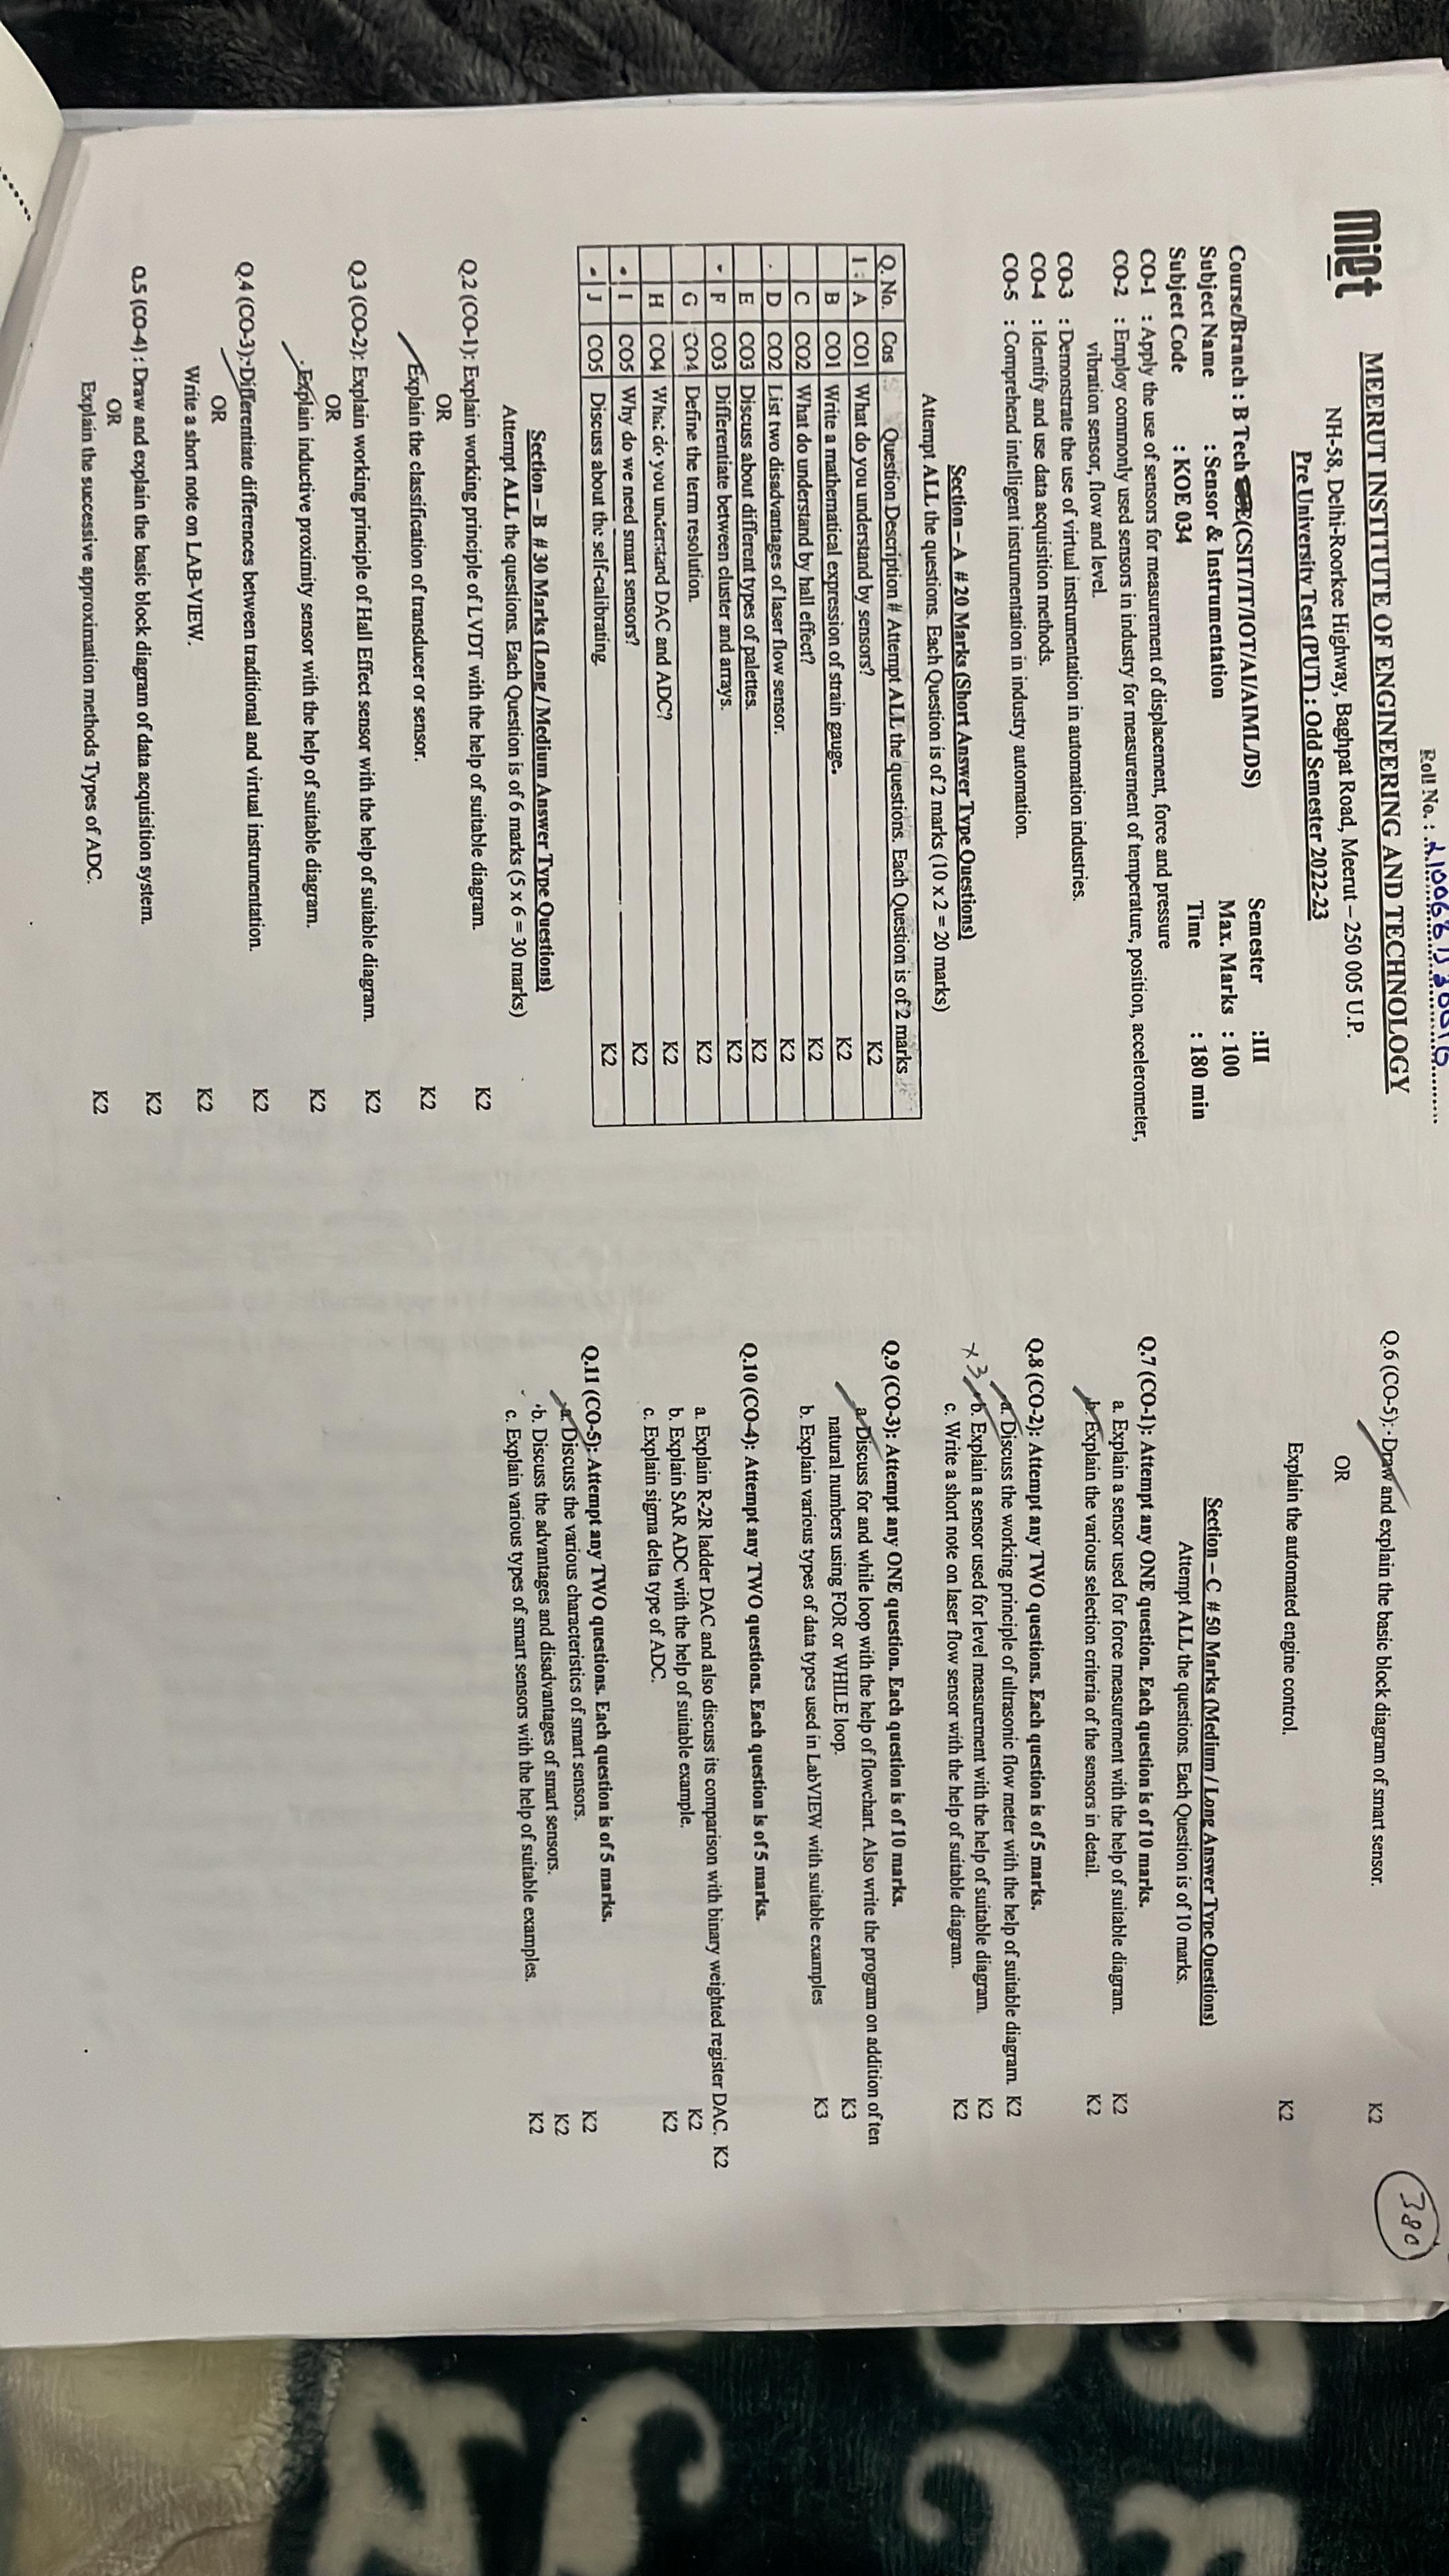 Roll No. :
MEERUT INSTITUTE OF ENGINEERING AND TECHNOLOGY
miet
NH-58, Delhi-Roorkee Highway, Baghpat Road, Meerut – 250 005 U.P.
Pre University Test (PUT) : Odd Semester 2022-23
Course/Branch : B Tech (CSIT/IT/IOT/AI/AIML/DS) Semester :III
Subject Name : Sensor & Instrumentation Max. Marks : 100
Subject Code : KOE 034 Time : 180 min
CO-1 : Apply the use of sensors for measurement of displacement, force and pressure
CO-2 : Employ commonly used sensors in industry for measurement of temperature, position, accelerometer,
vibration sensor, flow and level.
CO-3 : Demonstrate the use of virtual instrumentation in automation industries.
CO-4 : Identify and use data acquisition methods.
CO-5 : Comprehend intelligent instrumentation in industry automation.
Section – A # 20 Marks (Short Answer Type Questions)
Attempt ALL the questions. Each Question is of 2 marks (10 x 2 = 20 marks)
Q. No. Cos Question Description # Attempt ALL the questions. Each Question is of 2 marks
1 : A CO1 What do you understand by sensors? K2
B CO1 Write a mathematical expression of strain gauge. K2
C CO2 What do understand by hall effect? K2
D CO2 List two disadvantages of laser flow sensor. K2
E CO3 Discuss about different types of palettes. K2
F CO3 Differentiate between cluster and arrays. K2
G CO4 Define the term resolution. K2
H CO4 What do you understand DAC and ADC? K2
I CO5 Why do we need smart sensors? K2
J CO5 Discuss about the self-calibrating. K2
Section – B # 30 Marks (Long / Medium Answer Type Questions)
Attempt ALL the questions. Each Question is of 6 marks (5 x 6 = 30 marks)
Q.2 (CO-1): Explain working principle of LVDT with the help of suitable diagram. K2
OR
Explain the classification of transducer or sensor. K2
Q.3 (CO-2): Explain working principle of Hall Effect sensor with the help of suitable diagram. K2
OR
Explain inductive proximity sensor with the help of suitable diagram. K2
Q.4 (CO-3): Differentiate differences between traditional and virtual instrumentation. K2
OR
Write a short note on LAB-VIEW. K2
Q.5 (CO-4) : Draw and explain the basic block diagram of data acquisition system. K2
OR
Explain the successive approximation methods Types of ADC. K2
380
Q.6 (CO-5): Draw and explain the basic block diagram of smart sensor. K2
OR
Explain the automated engine control. K2
Section – C # 50 Marks (Medium / Long Answer Type Questions)
Attempt ALL the questions. Each Question is of 10 marks.
Q.7 (CO-1): Attempt any ONE question. Each question is of 10 marks.
a. Explain a sensor used for force measurement with the help of suitable diagram. K2
b. Explain the various selection criteria of the sensors in detail. K2
Q.8 (CO-2): Attempt any TWO questions. Each question is of 5 marks.
a. Discuss the working principle of ultrasonic flow meter with the help of suitable diagram. K2
b. Explain a sensor used for level measurement with the help of suitable diagram. K2
c. Write a short note on laser flow sensor with the help of suitable diagram. K2
Q.9 (CO-3): Attempt any ONE question. Each question is of 10 marks.
a. Discuss for and while loop with the help of flowchart. Also write the program on addition of ten
natural numbers using FOR or WHILE loop. K3
b. Explain various types of data types used in LabVIEW with suitable examples K3
Q.10 (CO-4): Attempt any TWO questions. Each question is of 5 marks.
a. Explain R-2R ladder DAC and also discuss its comparison with binary weighted register DAC. K2
b. Explain SAR ADC with the help of suitable example. K2
c. Explain sigma delta type of ADC. K2
Q.11 (CO-5): Attempt any TWO questions. Each question is of 5 marks.
a. Discuss the various characteristics of smart sensors. K2
b. Discuss the advantages and disadvantages of smart sensors. K2
c. Explain various types of smart sensors with the help of suitable examples. K2